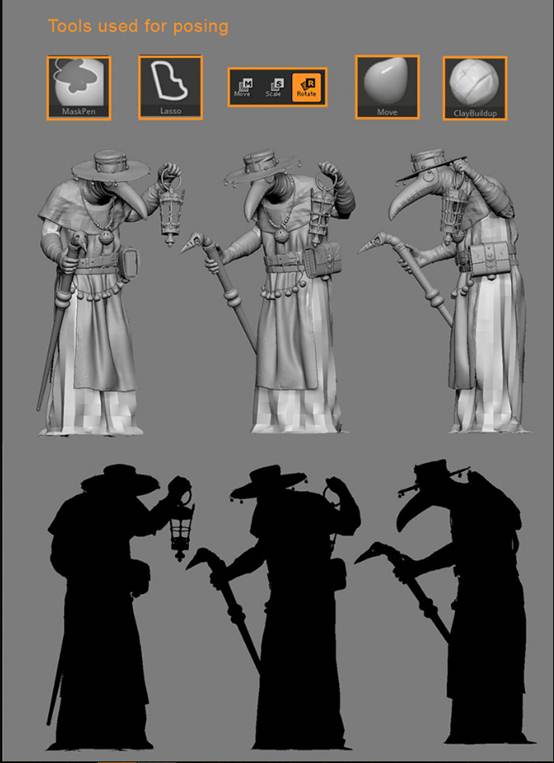 Tools used for posing
MaskPen
Lasso
M
Move
S
Scale
R
Rotate
Move
ClayBuildup